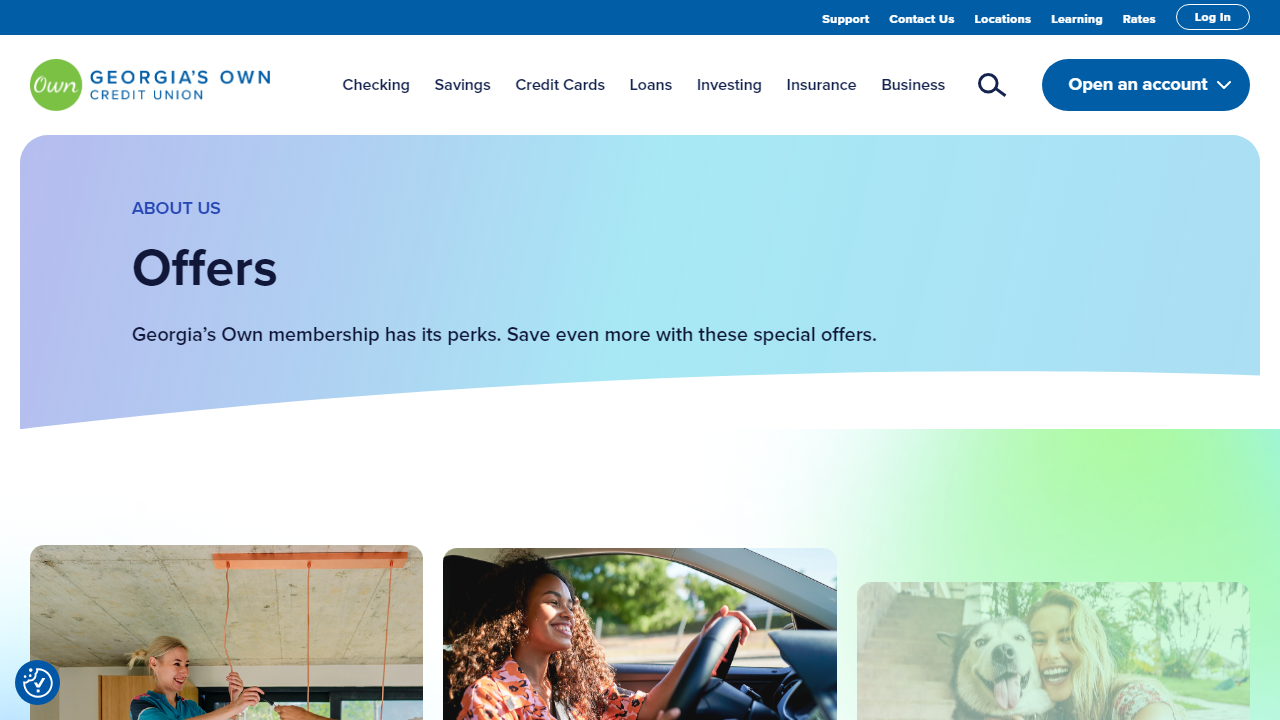 Support Contact Us Locations Learning Rates Log In
Own GEORGIA'S OWN
CREDIT UNION
Checking Savings Credit Cards Loans Investing Insurance Business Open an account
ABOUT US
Offers
Georgia’s Own membership has its perks. Save even more with these special offers.